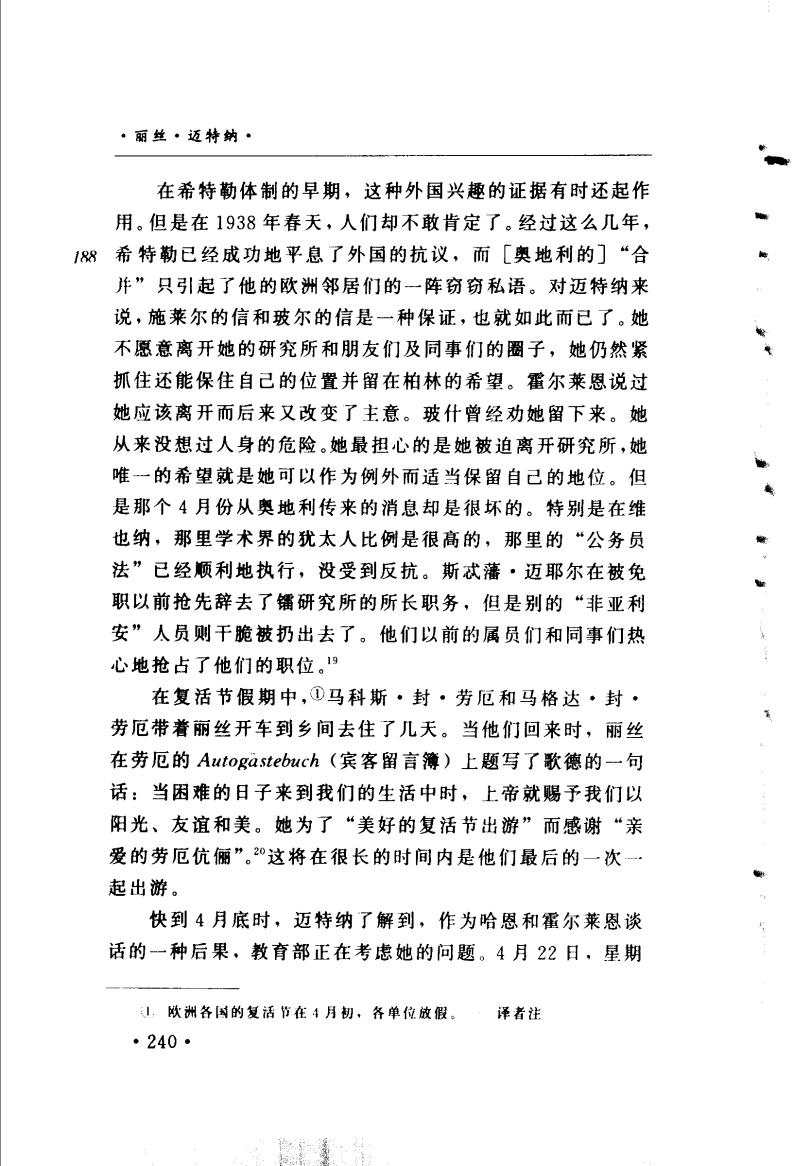 ·丽丝·迈特纳·
在希特勒体制的早期，这种外国兴趣的证据有时还起作
用。但是在1938年春天，人们却不敢肯定了。经过这么几年，
188 希特勒已经成功地平息了外国的抗议，而［奥地利的］“合
并”只引起了他的欧洲邻居们的一阵窃窃私语。对迈特纳来
说，施莱尔的信和玻尔的信是一种保证，也就如此而已了。她
不愿意离开她的研究所和朋友们及同事们的圈子，她仍然紧
抓住还能保住自己的位置并留在柏林的希望。霍尔莱恩说过
她应该离开而后来又改变了主意。玻什曾经劝她留下来。她
从来没想过人身的危险。她最担心的是她被迫离开研究所，她
唯一的希望就是她可以作为例外而适当保留自己的地位。但
是那个4月份从奥地利传来的消息却是很坏的。特别是在维
也纳，那里学术界的犹太人比例是很高的，那里的“公务员
法”已经顺利地执行，没受到反抗。斯忒藩·迈耶尔在被免
职以前抢先辞去了镭研究所的所长职务，但是别的“非亚利
安”人员则干脆被扔出去了。他们以前的属员们和同事们热
心地抢占了他们的职位。19
在复活节假期中，①马科斯·封·劳厄和马格达·封·
劳厄带着丽丝开车到乡间去住了几天。当他们回来时，丽丝
在劳厄的 Autogästebuch（宾客留言簿）上题写了歌德的一句
话：当困难的日子来到我们的生活中时，上帝就赐予我们以
阳光、友谊和美。她为了“美好的复活节出游”而感谢“亲
爱的劳厄伉俪”。20这将在很长的时间内是他们最后的一次一
起出游。
快到4月底时，迈特纳了解到，作为哈恩和霍尔莱恩谈
话的一种后果，教育部正在考虑她的问题。4月22日，星期
① 欧洲各国的复活节在4月初，各单位放假。 译者注
·240·